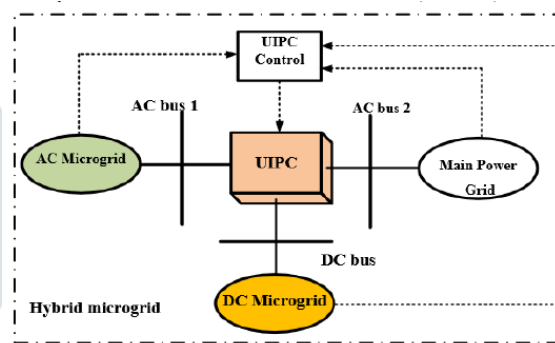 UIPC
Control
AC bus 1
AC bus 2
AC Microgrid
UIPC
Main Power
Grid
DC bus
DC Microgrid
Hybrid microgrid